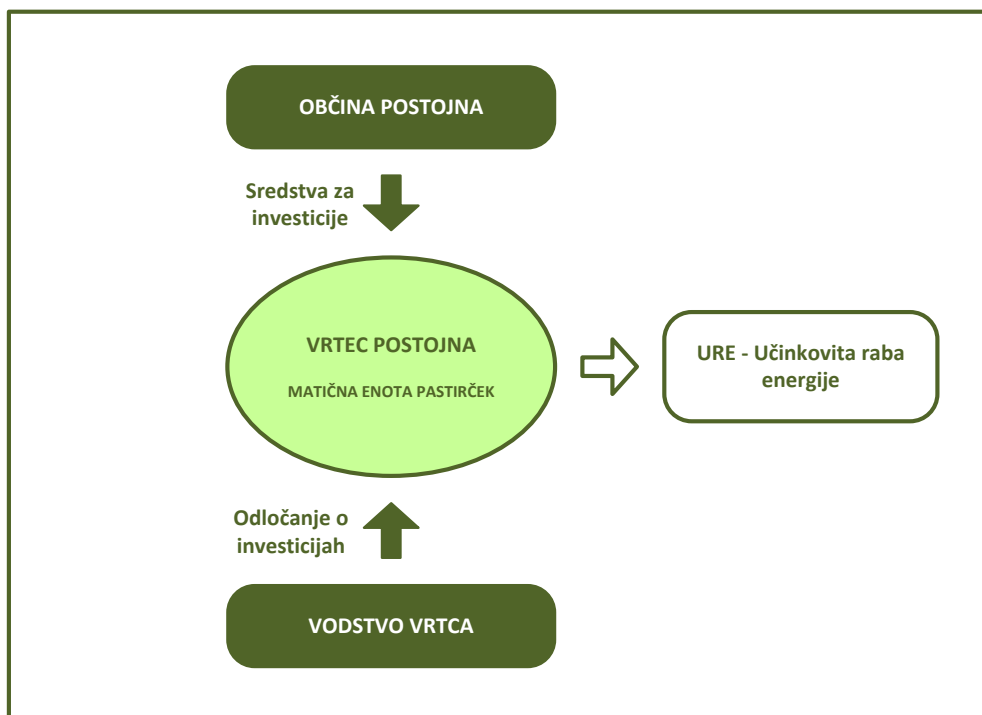 OBČINA POSTOJNA
Sredstva za
investicije
VRTEC POSTOJNA
MATIČNA ENOTA PASTIRČEK
URE - Učinkovita raba
energije
Odločanje o
investicijah
VODSTVO VRTCA